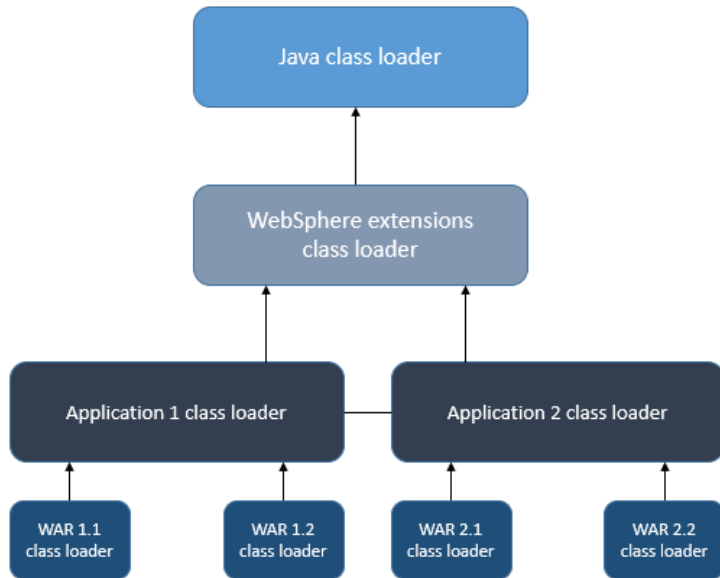 Java class loader
WebSphere extensions
class loader
Application 1 class loader
Application 2 class loader
WAR 1.1
class loader
WAR 1.2
class loader
WAR 2.1
class loader
WAR 2.2
class loader